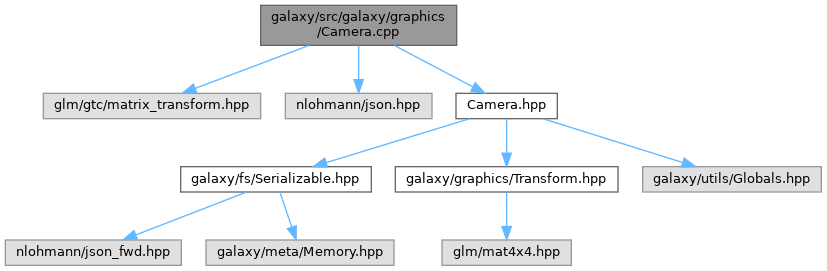 galaxy/src/galaxy/graphics
/Camera.cpp
glm/gtc/matrix_transform.hpp
nlohmann/json.hpp
Camera.hpp
galaxy/fs/Serializable.hpp
galaxy/graphics/Transform.hpp
galaxy/utils/Globals.hpp
nlohmann/json_fwd.hpp
galaxy/meta/Memory.hpp
glm/mat4x4.hpp